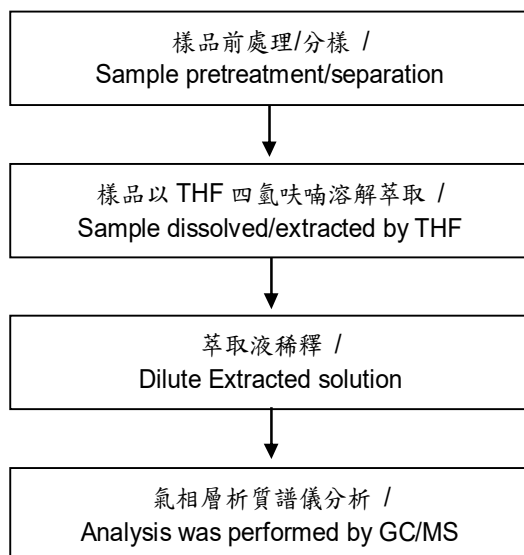 樣品前處理/分樣 /
Sample pretreatment/separation
樣品以 THF 四氫呋喃溶解萃取 /
Sample dissolved/extracted by THF
萃取液稀釋 /
Dilute Extracted solution
氣相層析質譜儀分析 /
Analysis was performed by GC/MS